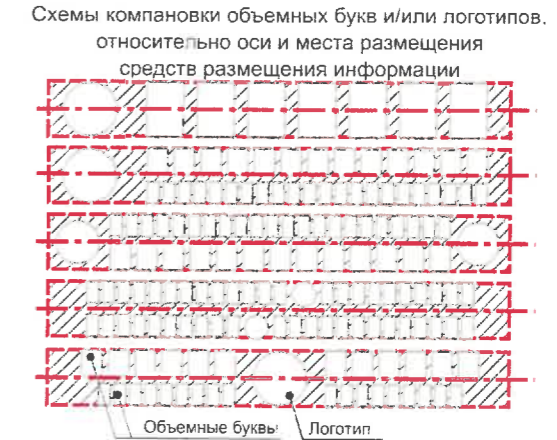 Схемы компановки объемных букв и/или логотипов,
относительно оси и места размещения
средств размещения информации
Объемные буквы
Логотип